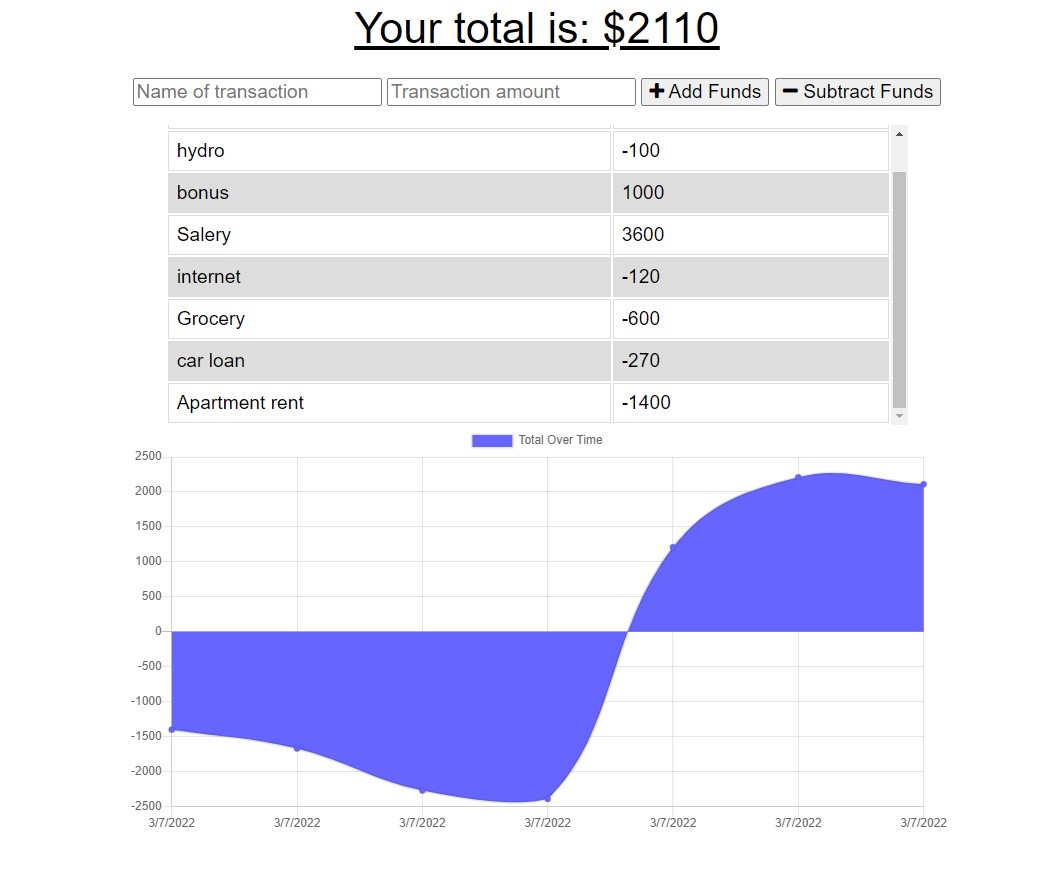 Your total is: $2110
Name of transaction Transaction amount Add Funds Subtract Funds
hydro -100
bonus 1000
Salery 3600
internet -120
Grocery -600
car loan -270
Apartment rent -1400
Total Over Time
2500
2000
1500
1000
500
0
-500
-1000
-1500
-2000
-2500
3/7/2022 3/7/2022 3/7/2022 3/7/2022 3/7/2022 3/7/2022 3/7/2022